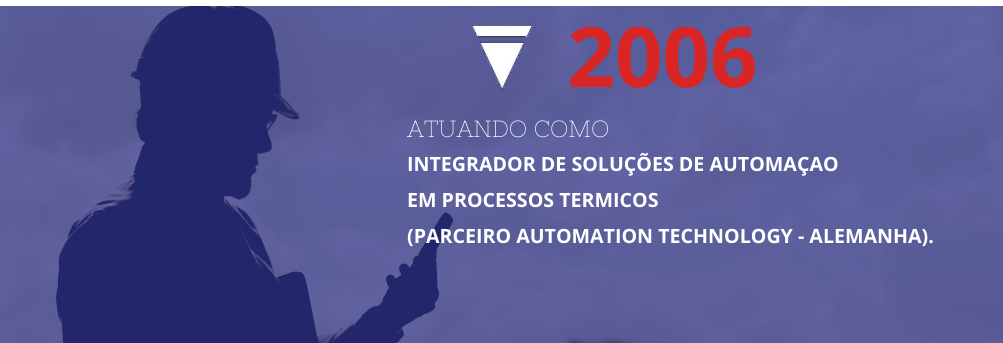 2006
ATUANDO COMO
INTEGRADOR DE SOLUÇÕES DE AUTOMAÇAO
EM PROCESSOS TERMICOS
(PARCEIRO AUTOMATION TECHNOLOGY - ALEMANHA).